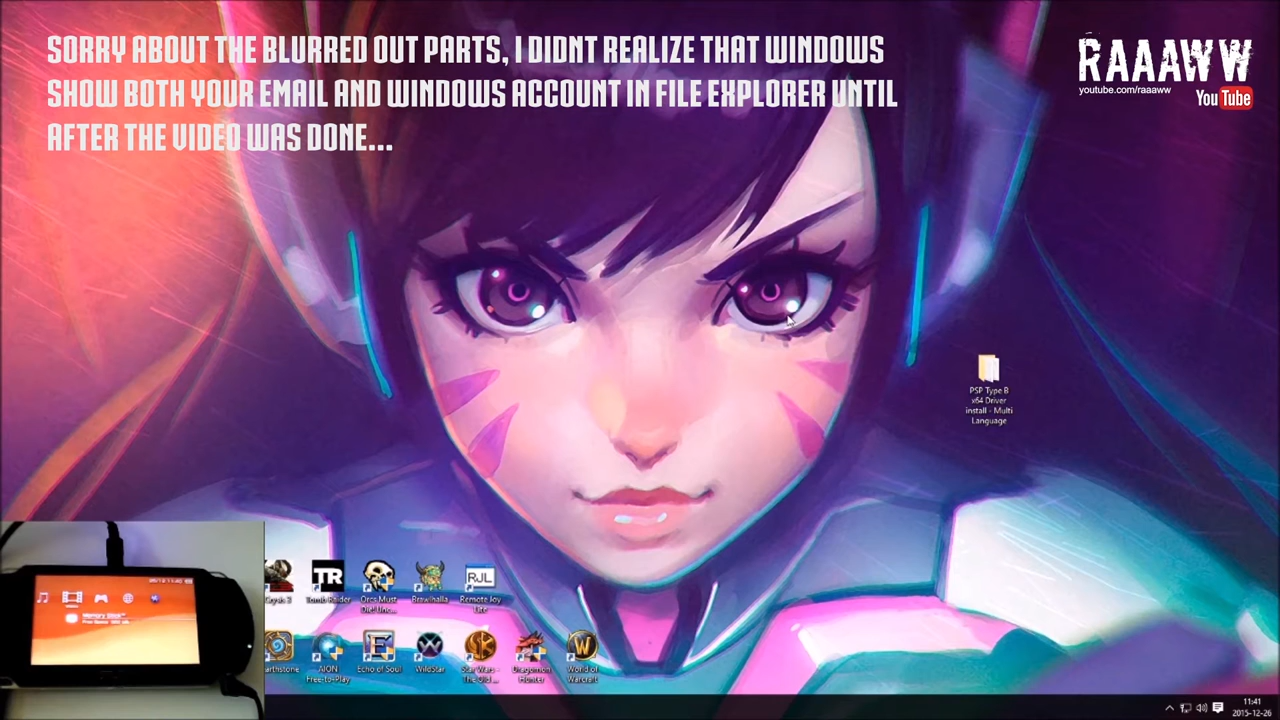 SORRY ABOUT THE BLURRED OUT PARTS, I DIDNT REALIZE THAT WINDOWS
SHOW BOTH YOUR EMAIL AND WINDOWS ACCOUNT IN FILE EXPLORER UNTIL
AFTER THE VIDEO WAS DONE...
RAAAWW
youtube.com/raaaww
YouTube
PSP Type B
x64 Driver
install - Multi
Language
TR
RJL
Tomb Raider
Orcs Must
Die! Unc...
Brawlhalla
Remote Joy
Lite
Memory Stick™
E
W
AION
Free-to-Play
Echo of Soul
WildStar
Star Wars -
The Old ...
Dragomon
Hunter
World of
Warcraft
11:41
2015-12-26